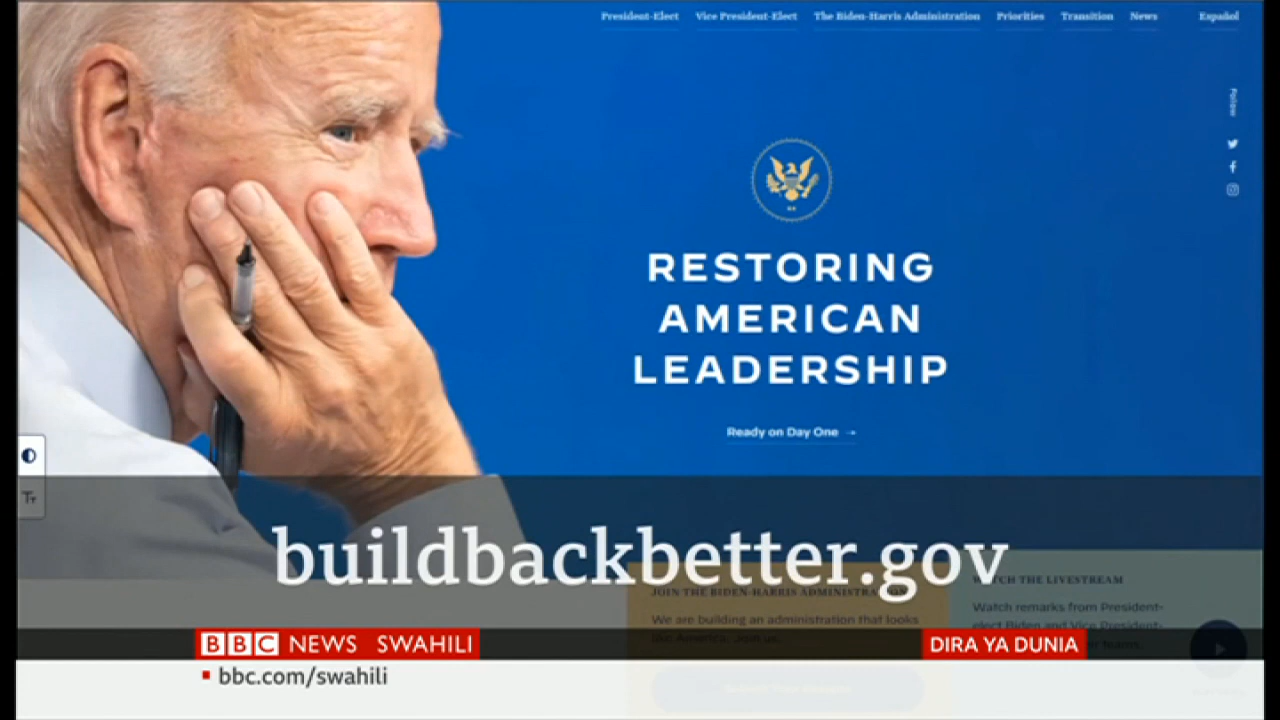 President-Elect Vice President-Elect The Biden-Harris Administration Priorities Transition News Español
Follow
RESTORING
AMERICAN
LEADERSHIP
Ready on Day One →
TT
buildbackbetter.gov
JOIN THE BIDEN-HARRIS
We are building an administration that looks
like America. Join us.
WATCH THE LIVESTREAM
Watch remarks from President-
elect Biden and Vice President-
teams.
BBC NEWS SWAHILI
DIRA YA DUNIA
bbc.com/swahili